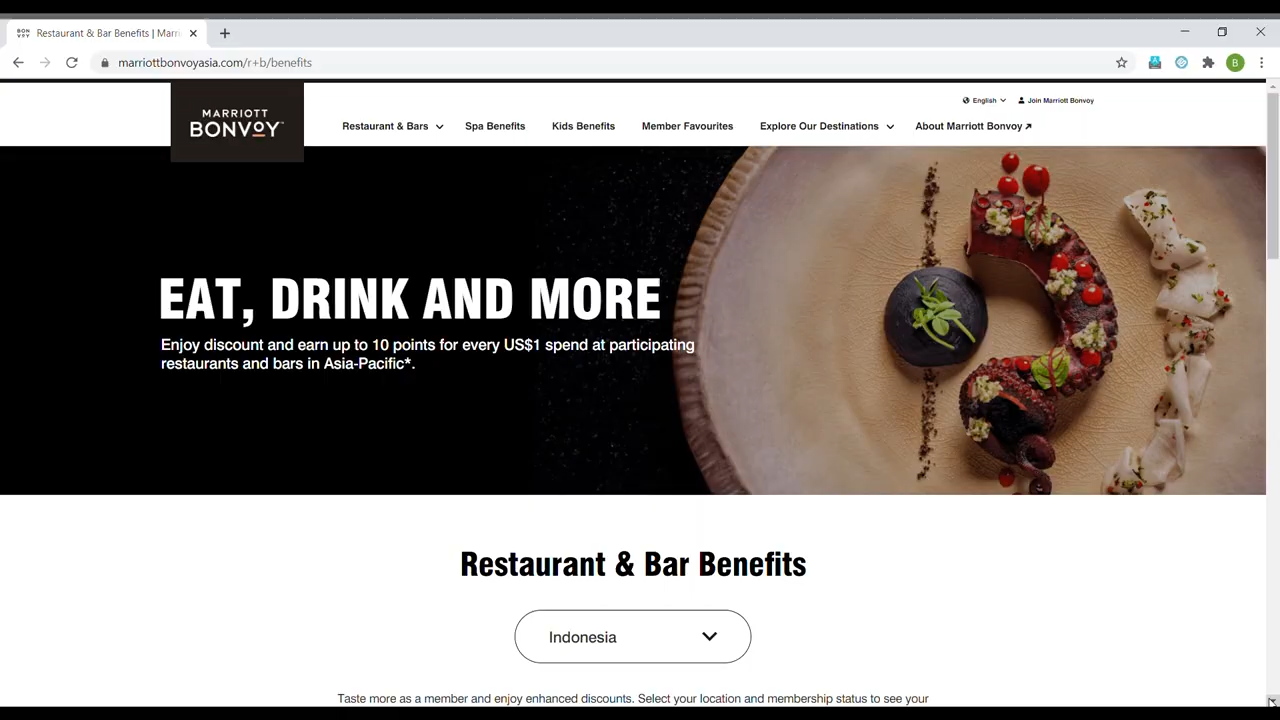 BON
VOY
Restaurant & Bar Benefits | Marri
marriottbonvoyasia.com/r+b/benefits
B
English
Join Marriott Bonvoy
MARRIOTT
BONVOY
Restaurant & Bars
Spa Benefits
Kids Benefits
Member Favourites
Explore Our Destinations
About Marriott Bonvoy
EAT, DRINK AND MORE
Enjoy discount and earn up to 10 points for every US$1 spend at participating
restaurants and bars in Asia-Pacific*.
Restaurant & Bar Benefits
Indonesia
Taste more as a member and enjoy enhanced discounts. Select your location and membership status to see your